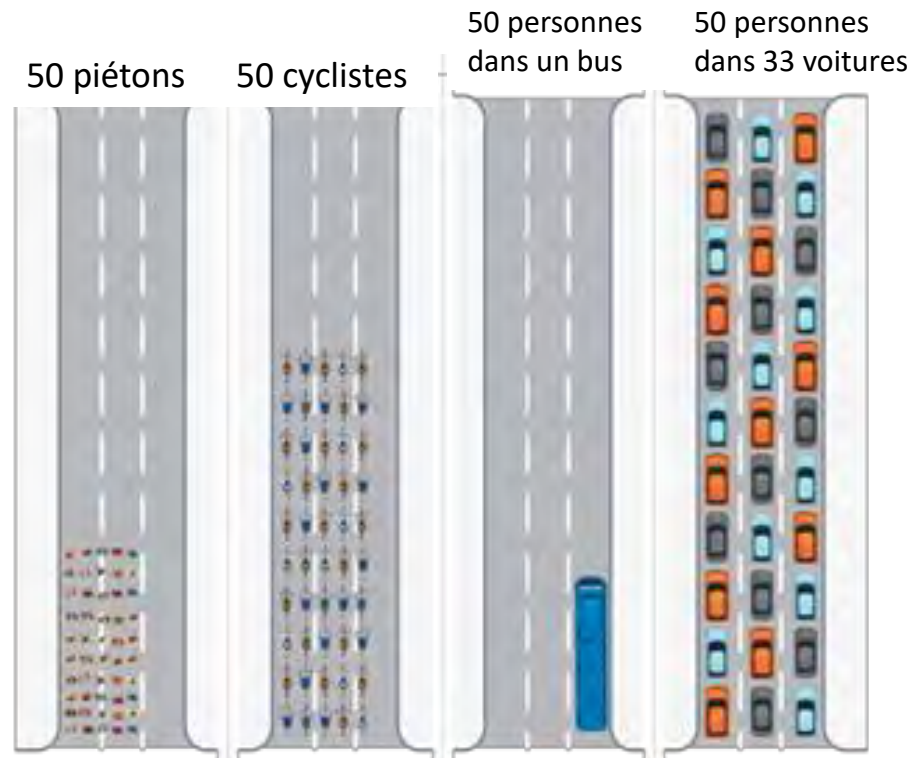 50 piétons
50 cyclistes
50 personnes
dans un bus
50 personnes
dans 33 voitures